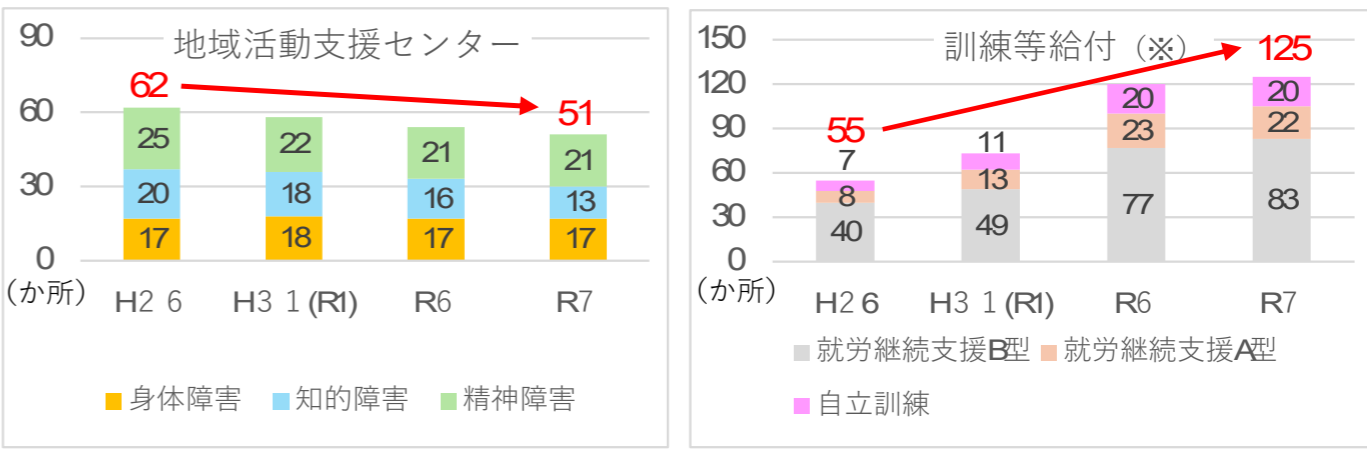 地域活動支援センター
90
60
30
0
(か所)
62
51
25
22
21
21
20
18
16
13
17
18
17
17
H26
H31(R1)
R6
R7
身体障害 知的障害 精神障害
訓練等給付（※）
150
120
90
60
30
0
(か所)
55
125
7
11
20
20
8
13
23
22
40
49
77
83
H26
H31(R1)
R6
R7
就労継続支援B型 就労継続支援A型
自立訓練